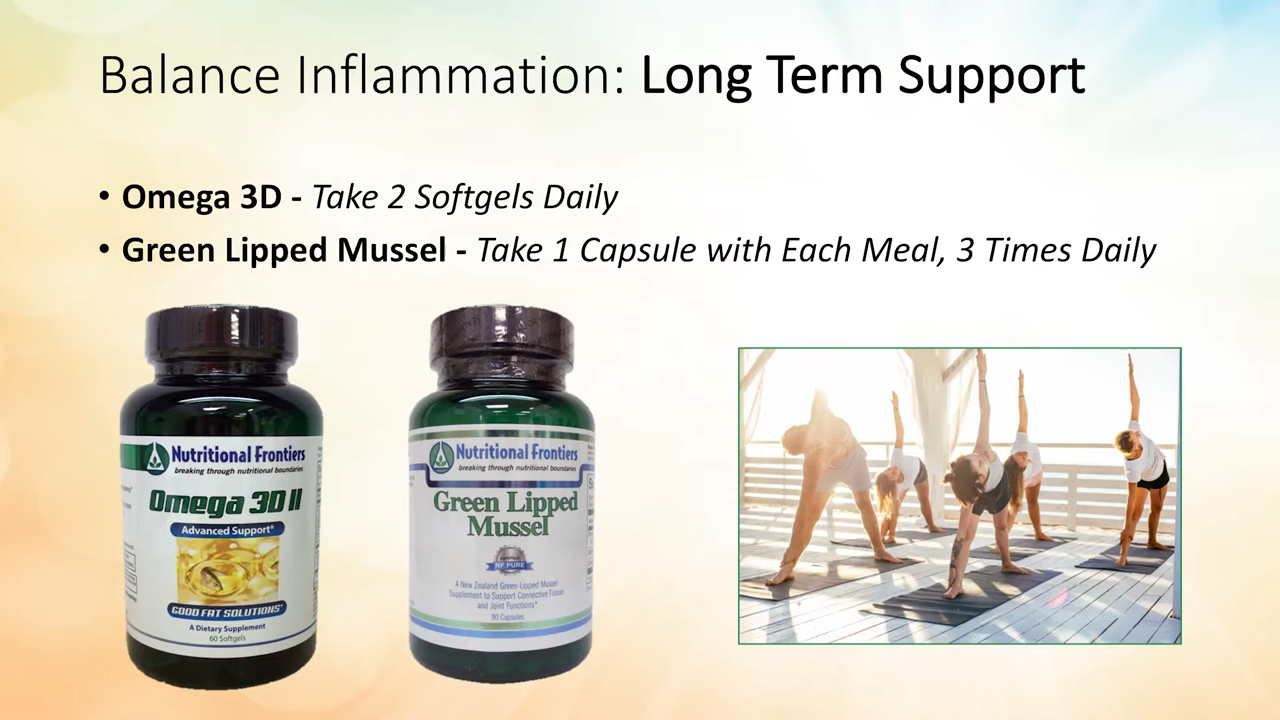 Balance Inflammation: Long Term Support
• Omega 3D - Take 2 Softgels Daily
• Green Lipped Mussel - Take 1 Capsule with Each Meal, 3 Times Daily
Nutritional Frontiers
breaking through nutritional boundaries
Omega 3D II
Advanced Support*
GOOD FAT SOLUTIONS*
A Dietary Supplement
60 Softgels
Nutritional Frontiers
breaking through nutritional boundaries
Green Lipped
Mussel
NF PURE
A New Zealand Green-Lipped Mussel
Supplement to Support Connective Tissue
and Joint Functions*
90 Capsules